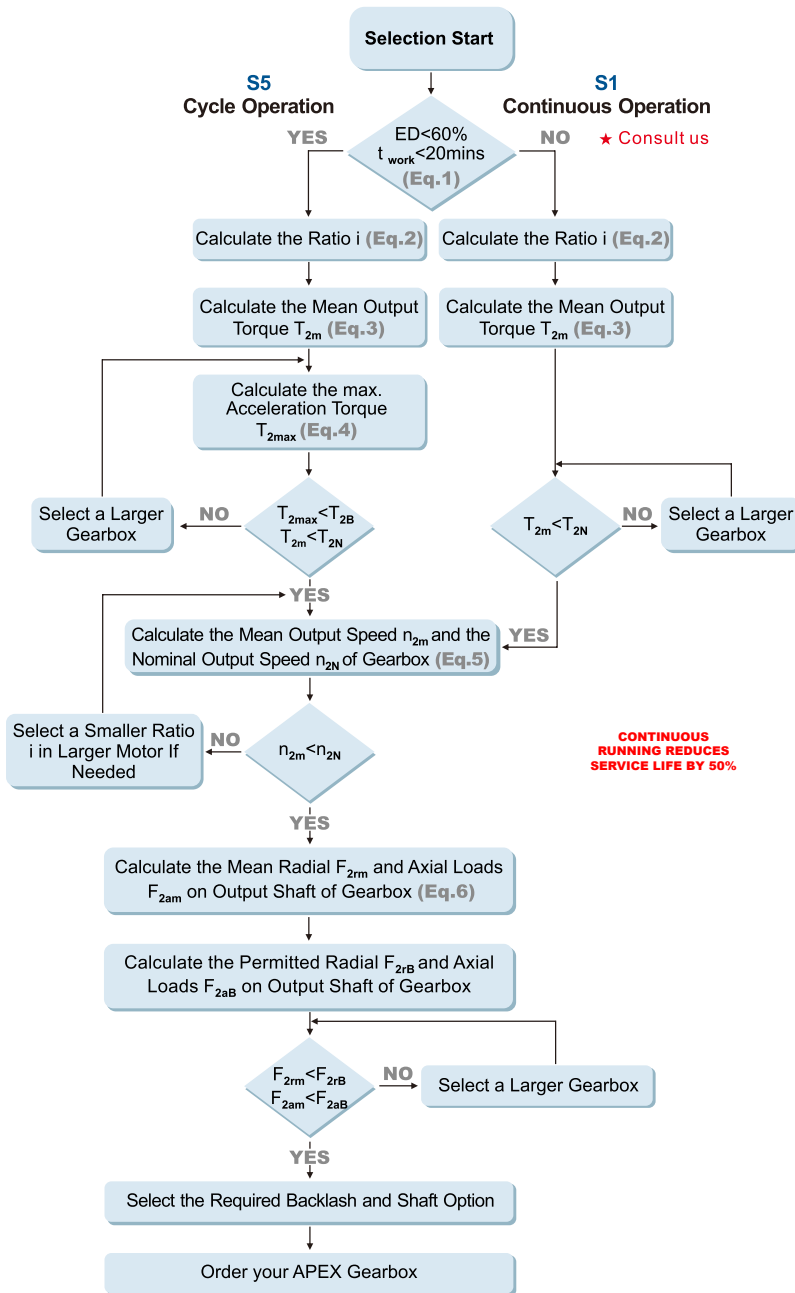 Selection Start
S5
Cycle Operation
S1
Continuous Operation
★ Consult us
ED<60%
t work<20mins
(Eq.1)
YES
NO
Calculate the Ratio i (Eq.2)
Calculate the Ratio i (Eq.2)
Calculate the Mean Output
Torque T2m (Eq.3)
Calculate the Mean Output
Torque T2m (Eq.3)
Calculate the max.
Acceleration Torque
T2max (Eq.4)
T2max<T2B
T2m<T2N
NO
Select a Larger
Gearbox
T2m<T2N
NO
Select a Larger
Gearbox
YES
YES
Calculate the Mean Output Speed n2m and the
Nominal Output Speed n2N of Gearbox (Eq.5)
n2m<n2N
NO
Select a Smaller Ratio
i in Larger Motor If
Needed
CONTINUOUS
RUNNING REDUCES
SERVICE LIFE BY 50%
YES
Calculate the Mean Radial F2rm and Axial Loads
F2am on Output Shaft of Gearbox (Eq.6)
Calculate the Permitted Radial F2rB and Axial
Loads F2aB on Output Shaft of Gearbox
F2rm<F2rB
F2am<F2aB
NO
Select a Larger Gearbox
YES
Select the Required Backlash and Shaft Option
Order your APEX Gearbox